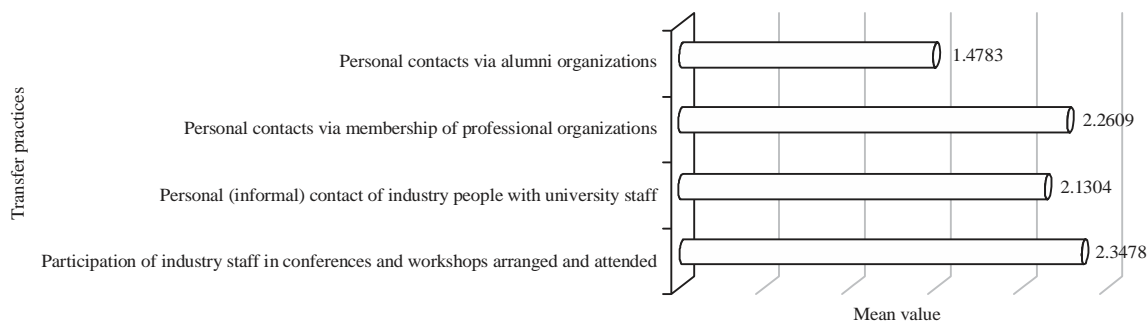 Transfer practices
Personal contacts via alumni organizations
1.4783
Personal contacts via membership of professional organizations
2.2609
Personal (informal) contact of industry people with university staff
2.1304
Participation of industry staff in conferences and workshops arranged and attended
2.3478
Mean value